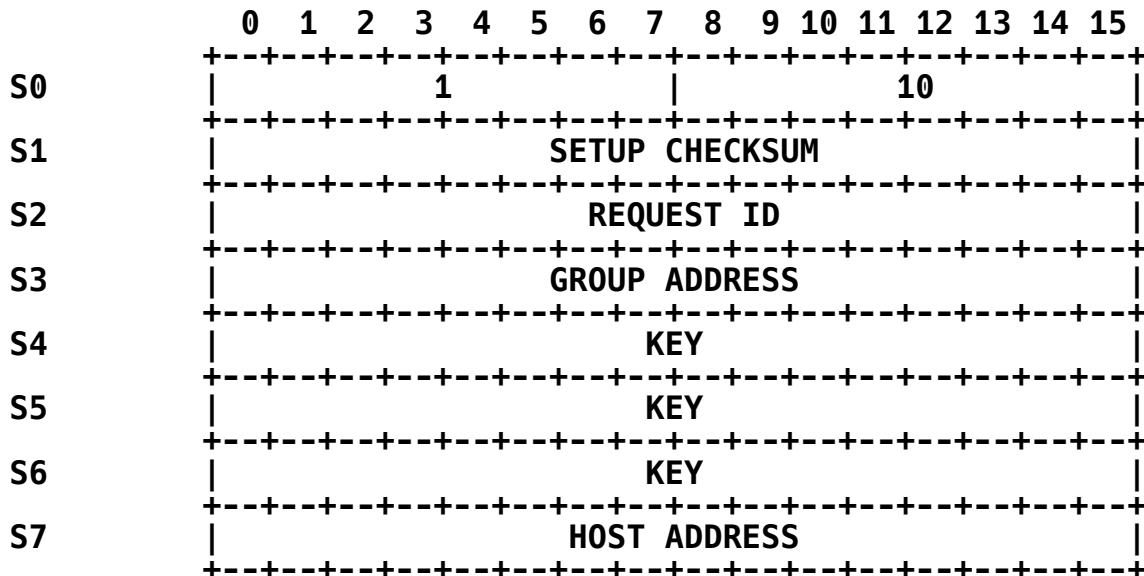 0 1 2 3 4 5 6 7 8 9 10 11 12 13 14 15
+--+--+--+--+--+--+--+--+--+--+--+--+--+--+--+--+
S0 | 1 | 10 |
+--+--+--+--+--+--+--+--+--+--+--+--+--+--+--+--+
S1 | SETUP CHECKSUM |
+--+--+--+--+--+--+--+--+--+--+--+--+--+--+--+--+
S2 | REQUEST ID |
+--+--+--+--+--+--+--+--+--+--+--+--+--+--+--+--+
S3 | GROUP ADDRESS |
+--+--+--+--+--+--+--+--+--+--+--+--+--+--+--+--+
S4 | KEY |
+--+--+--+--+--+--+--+--+--+--+--+--+--+--+--+--+
S5 | KEY |
+--+--+--+--+--+--+--+--+--+--+--+--+--+--+--+--+
S6 | KEY |
+--+--+--+--+--+--+--+--+--+--+--+--+--+--+--+--+
S7 | HOST ADDRESS |
+--+--+--+--+--+--+--+--+--+--+--+--+--+--+--+--+